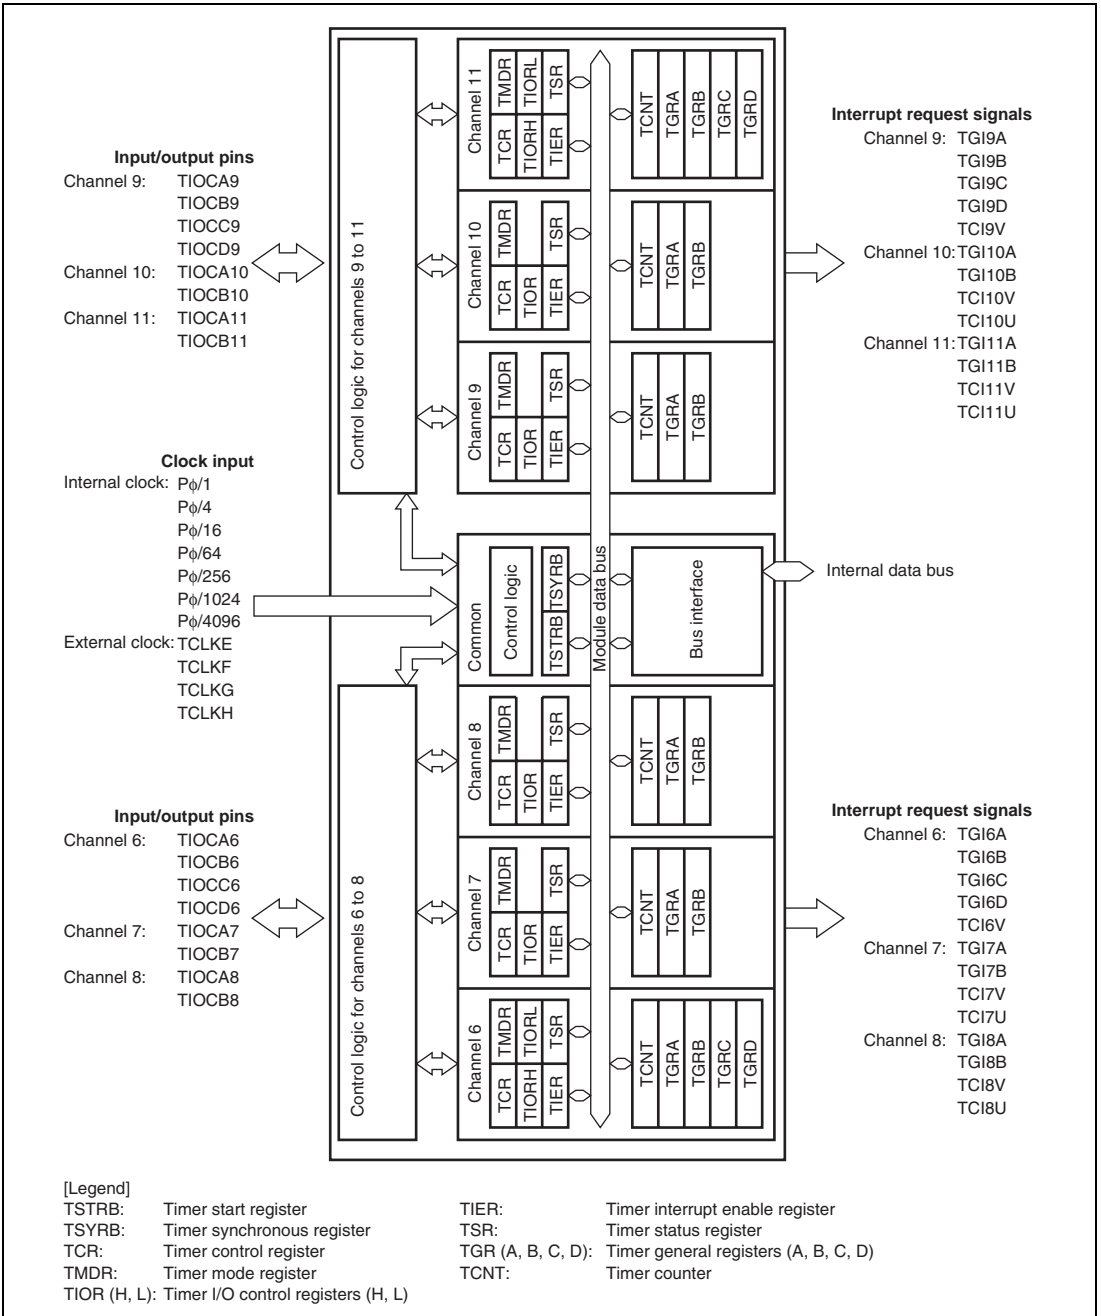 Input/output pins
Channel 9: TIOCA9
TIOCB9
TIOCC9
TIOCD9
Channel 10: TIOCA10
TIOCB10
Channel 11: TIOCA11
TIOCB11
Clock input
Internal clock: Pφ/1
Pφ/4
Pφ/16
Pφ/64
Pφ/256
Pφ/1024
Pφ/4096
External clock: TCLKE
TCLKF
TCLKG
TCLKH
Input/output pins
Channel 6: TIOCA6
TIOCB6
TIOCC6
TIOCD6
Channel 7: TIOCA7
TIOCB7
Channel 8: TIOCA8
TIOCB8
Control logic for channels 9 to 11
Control logic for channels 6 to 8
Channel 11
TCR TMDR
TIORH TIORL
TIER TSR
TCNT
TGRA
TGRB
TGRC
TGRD
Channel 10
TCR TMDR
TIOR
TIER TSR
TCNT
TGRA
TGRB
Channel 9
TCR TMDR
TIOR
TIER TSR
TCNT
TGRA
TGRB
Common
Control logic
TSTRB TSYRB
Module data bus
Bus interface
Channel 8
TCR TMDR
TIOR
TIER TSR
TCNT
TGRA
TGRB
Channel 7
TCR TMDR
TIOR
TIER TSR
TCNT
TGRA
TGRB
Channel 6
TCR TMDR
TIORH TIORL
TIER TSR
TCNT
TGRA
TGRB
TGRC
TGRD
Interrupt request signals
Channel 9: TGI9A
TGI9B
TGI9C
TGI9D
TCI9V
Channel 10: TGI10A
TGI10B
TCI10V
TCI10U
Channel 11: TGI11A
TGI11B
TCI11V
TCI11U
Internal data bus
Interrupt request signals
Channel 6: TGI6A
TGI6B
TGI6C
TGI6D
TCI6V
Channel 7: TGI7A
TGI7B
TCI7V
TCI7U
Channel 8: TGI8A
TGI8B
TCI8V
TCI8U
[Legend]
TSTRB: Timer start register
TSYRB: Timer synchronous register
TCR: Timer control register
TMDR: Timer mode register
TIOR (H, L): Timer I/O control registers (H, L)
TIER: Timer interrupt enable register
TSR: Timer status register
TGR (A, B, C, D): Timer general registers (A, B, C, D)
TCNT: Timer counter